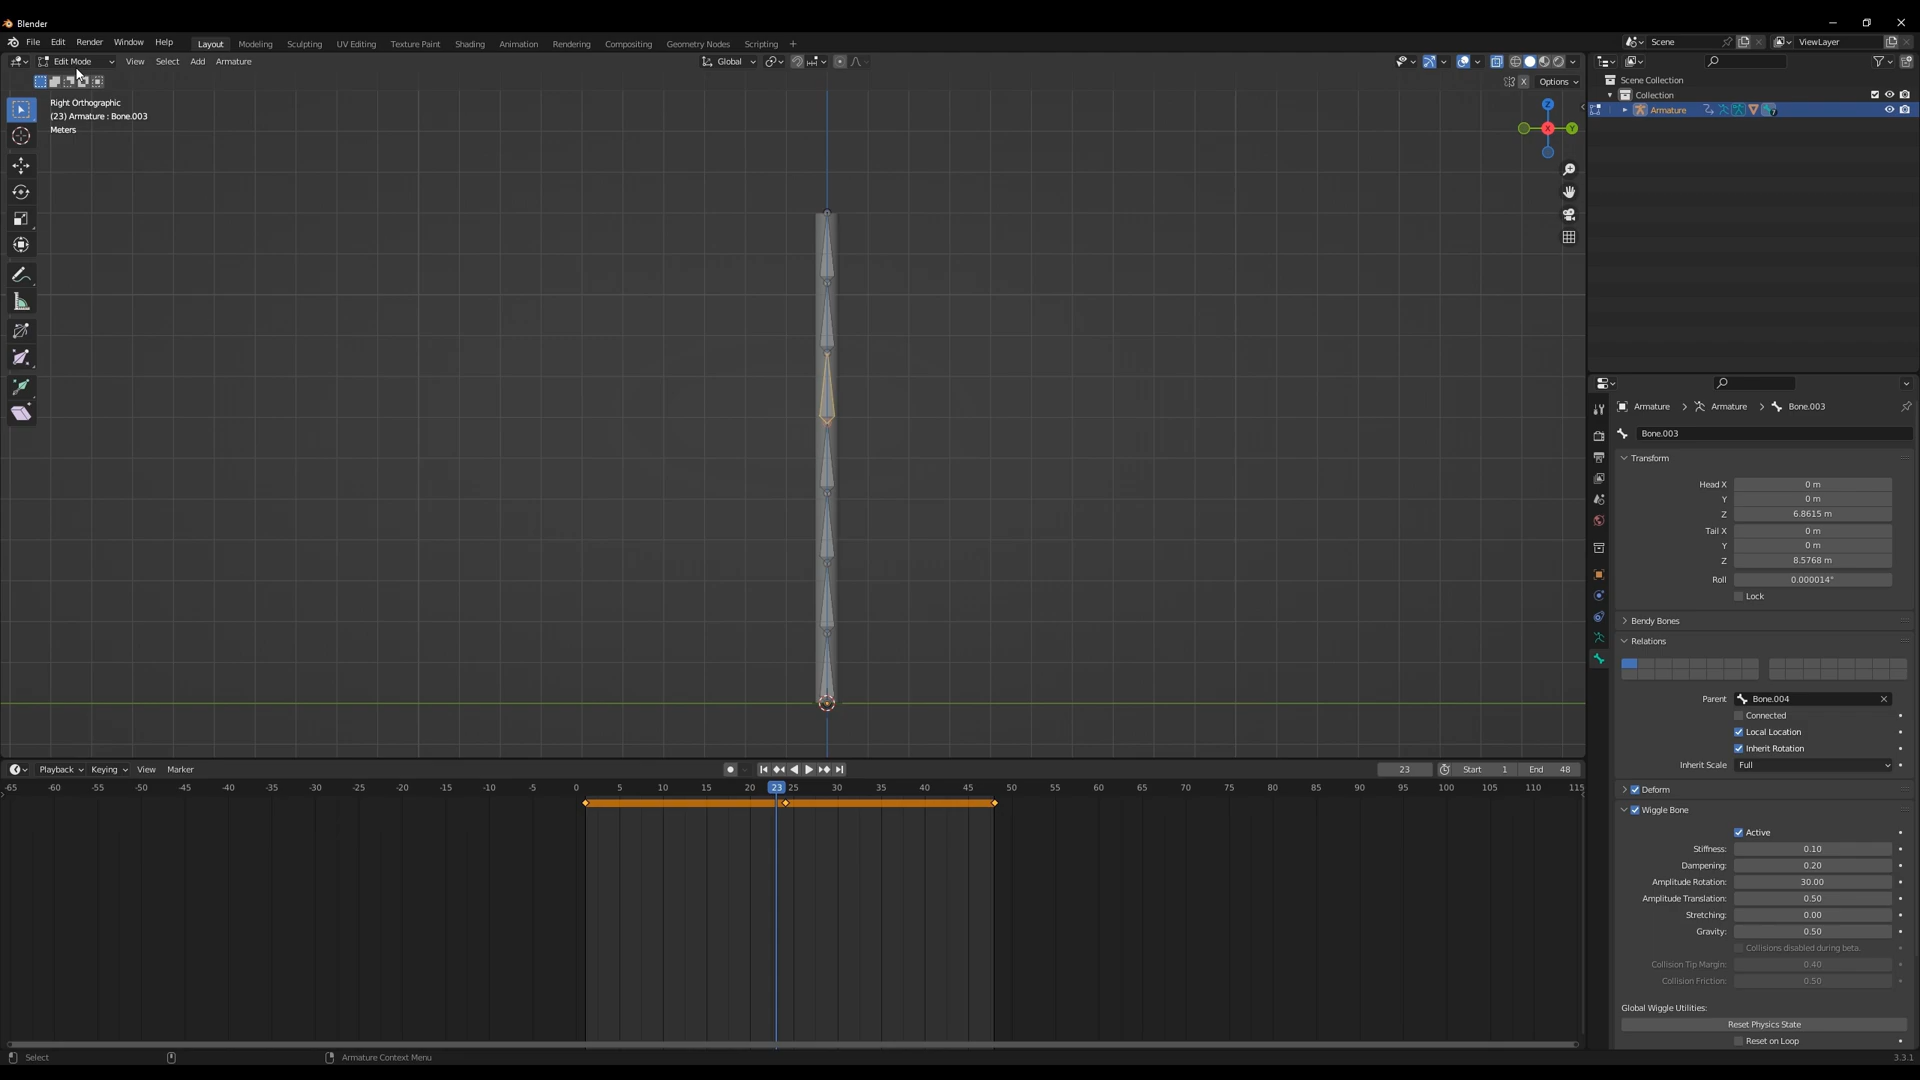 Blender
File Edit Render Window Help
Layout Modeling Sculpting UV Editing Texture Paint Shading Animation Rendering Compositing Geometry Nodes Scripting +
Scene
ViewLayer
Edit Mode View Select Add Armature
Global
X Options
Right Orthographic
(23) Armature : Bone.003
Meters
Z
X
Y
Scene Collection
Collection
Armature
7
Armature Armature Bone.003
Bone.003
Transform
Head X 0 m
Y 0 m
Z 6.8615 m
Tail X 0 m
Y 0 m
Z 8.5768 m
Roll 0.000014°
Lock
Bendy Bones
Relations
Parent Bone.004
Connected
Local Location
Inherit Rotation
Inherit Scale Full
Deform
Wiggle Bone
Active
Stiffness: 0.10
Dampening: 0.20
Amplitude Rotation: 30.00
Amplitude Translation: 0.50
Stretching: 0.00
Gravity: 0.50
Collisions disabled during beta.
Collision Tip Margin: 0.40
Collision Friction: 0.50
Global Wiggle Utilities:
Reset Physics State
Reset on Loop
Playback Keying View Marker
23 Start 1 End 48
-65 -60 -55 -50 -45 -40 -35 -30 -25 -20 -15 -10 -5 0 5 10 15 20 23 25 30 35 40 45 50 55 60 65 70 75 80 85 90 95 100 105 110 115
Select
Armature Context Menu
3.3.1